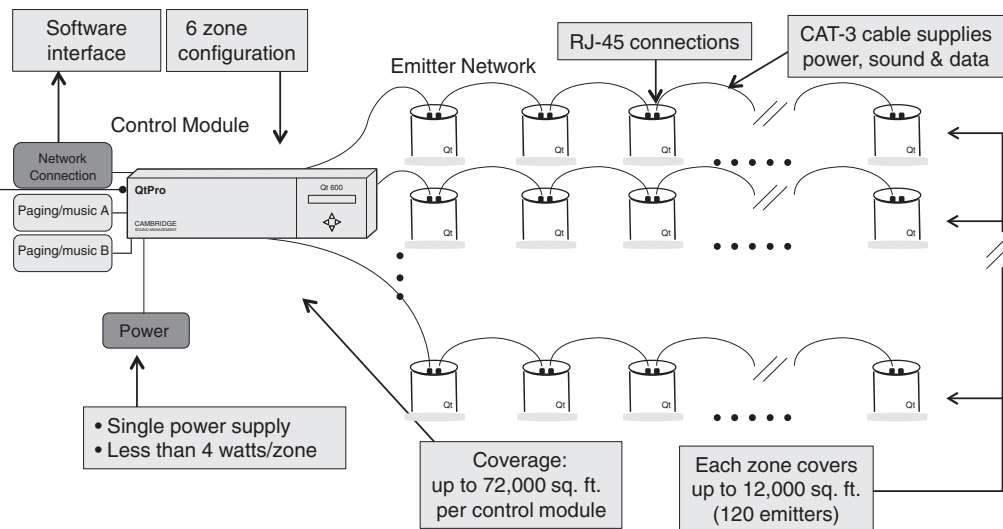 Software
interface
6 zone
configuration
RJ-45 connections
CAT-3 cable supplies
power, sound & data
Emitter Network
Control Module
Network
Connection
Paging/music A
Paging/music B
QtPro
Qt 600
CAMBRIDGE
SOUND MANAGEMENT
Qt
Qt
Qt
Qt
Qt
Qt
Qt
Qt
Power
Qt
Qt
Qt
Qt
• Single power supply
• Less than 4 watts/zone
Coverage:
up to 72,000 sq. ft.
per control module
Each zone covers
up to 12,000 sq. ft.
(120 emitters)